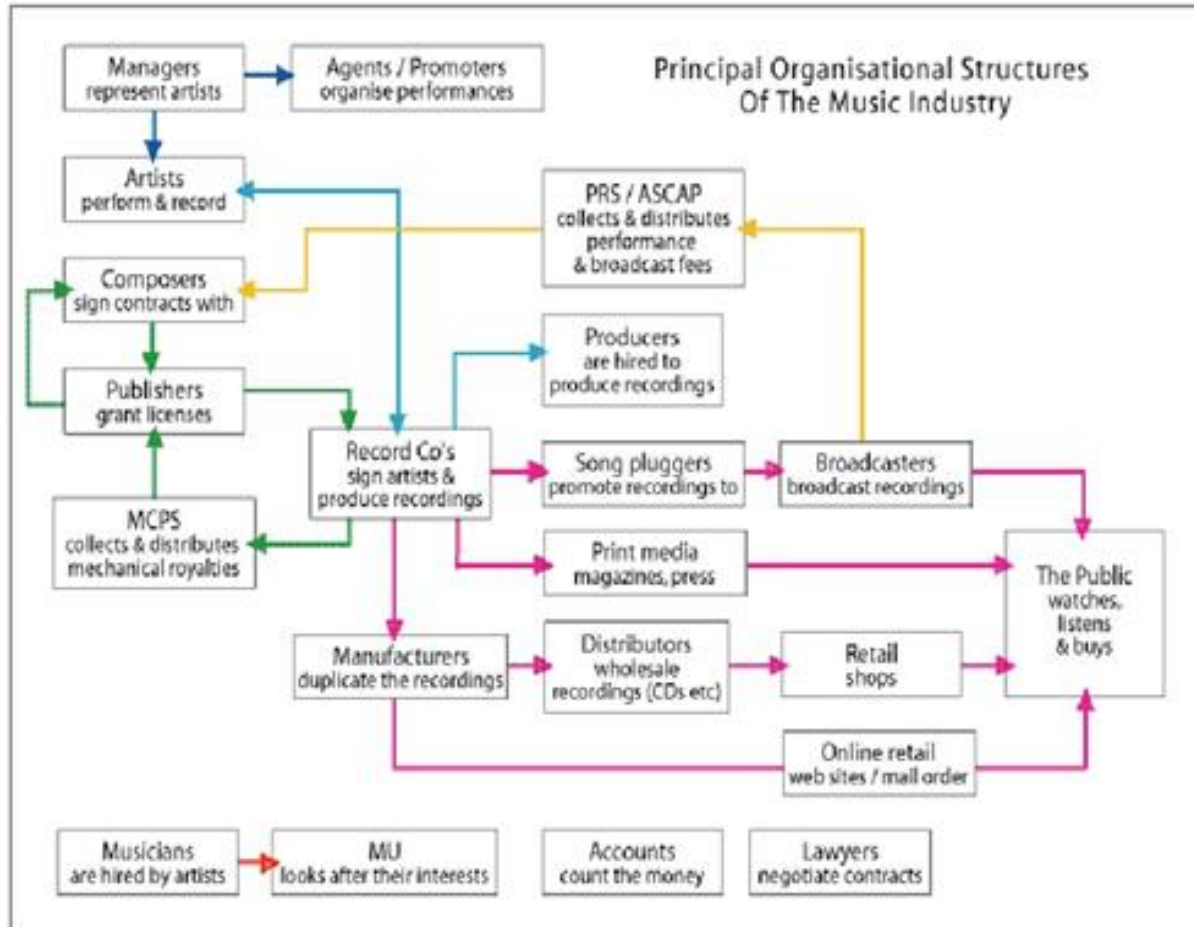 Principal Organisational Structures
Of The Music Industry
Managers
represent artists
Agents / Promoters
organise performances
Artists
perform & record
PRS / ASCAP
collects & distributes
performance
& broadcast fees
Composers
sign contracts with
Producers
are hired to
produce recordings
Publishers
grant licenses
Record Co's
sign artists &
produce recordings
Song pluggers
promote recordings to
Broadcasters
broadcast recordings
MCPS
collects & distributes
mechanical royalties
Print media
magazines, press
The Public
watches,
listens
& buys
Manufacturers
duplicate the recordings
Distributors
wholesale
recordings (CDs etc)
Retail
shops
Online retail
web sites / mail order
Musicians
are hired by artists
MU
looks after their interests
Accounts
count the money
Lawyers
negotiate contracts